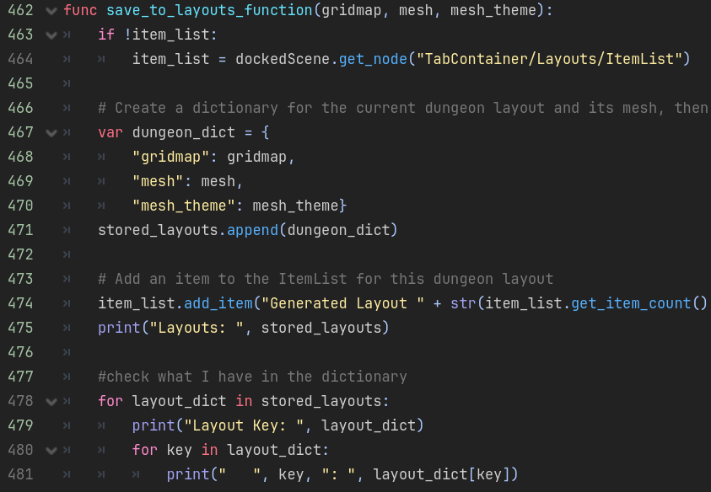 462 func save_to_layouts_function(gridmap, mesh, mesh_theme):
463 if !item_list:
464 item_list = dockedScene.get_node("TabContainer/Layouts/ItemList")
465
466 # Create a dictionary for the current dungeon layout and its mesh, then
467 var dungeon_dict = {
468 "gridmap": gridmap,
469 "mesh": mesh,
470 "mesh_theme": mesh_theme}
471 stored_layouts.append(dungeon_dict)
472
473 # Add an item to the ItemList for this dungeon layout
474 item_list.add_item("Generated Layout " + str(item_list.get_item_count()
475 print("Layouts: ", stored_layouts)
476
477 #check what I have in the dictionary
478 for layout_dict in stored_layouts:
479 print("Layout Key: ", layout_dict)
480 for key in layout_dict:
481 print("   ", key, ": ", layout_dict[key])